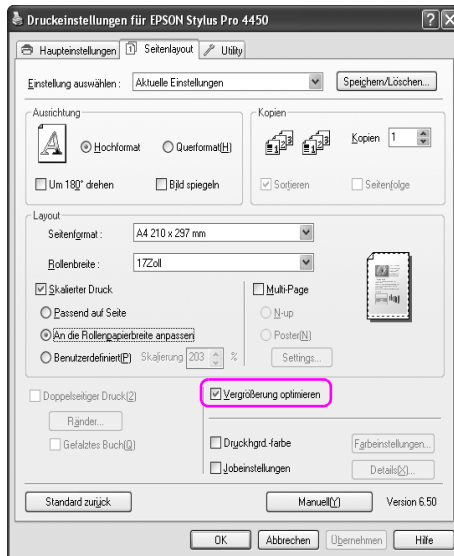 Druckeinstellungen für EPSON Stylus Pro 4450
Haupteinstellungen Seitenlayout Utility
Einstellung auswählen : Aktuelle Einstellungen Speichern/Löschen...
Ausrichtung Kopien
Hochformat Querformat(H) Kopien 1
Um 180° drehen Bild spiegeln Sortieren Seitenfolge
Layout
Seitenformat : A4 210 x 297 mm
Rollenbreite : 17Zoll
Skalierter Druck Multi-Page
Passend auf Seite N-up
An die Rollenpapierbreite anpassen Poster(N)
Benutzerdefiniert(P) Skalierung 203 % Settings...
Doppelseitiger Druck(2) Vergrößerung optimieren
Ränder...
Gefalztes Buch(Q) Druckhgrd.-farbe Farbeinstellungen...
Jobeinstellungen Details(X)...
Standard zurück Manuell(Y) Version 6.50
OK Abbrechen Übernehmen Hilfe